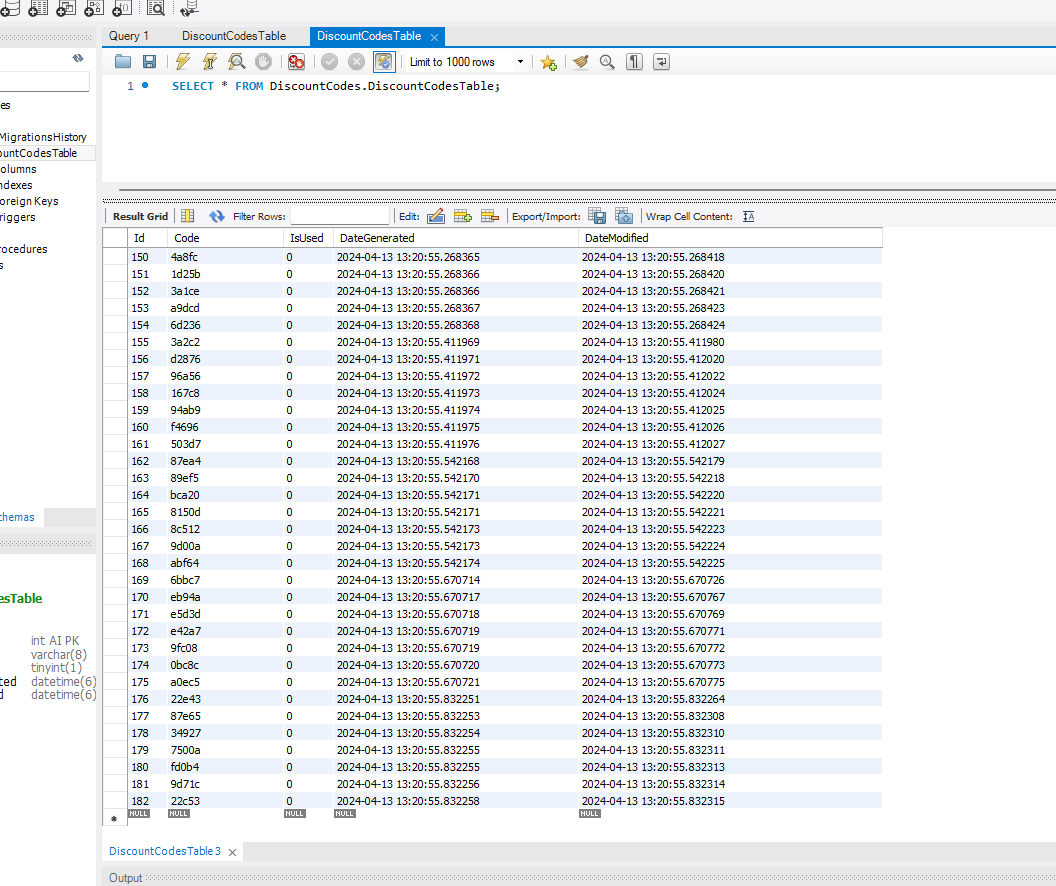 Query 1 DiscountCodesTable DiscountCodesTable
Limit to 1000 rows
1 SELECT * FROM DiscountCodes.DiscountCodesTable;
es
MigrationsHistory
ountCodesTable
olumns
ndexes
oreign Keys
riggers
rocedures
s
chemas
esTable
int AI PK
varchar(8)
tinyint(1)
ted datetime(6)
d datetime(6)
Result Grid Filter Rows: Edit: Export/Import: Wrap Cell Content:
Id Code IsUsed DateGenerated DateModified
150 4a8fc 0 2024-04-13 13:20:55.268365 2024-04-13 13:20:55.268418
151 1d25b 0 2024-04-13 13:20:55.268366 2024-04-13 13:20:55.268420
152 3a1ce 0 2024-04-13 13:20:55.268366 2024-04-13 13:20:55.268421
153 a9dcd 0 2024-04-13 13:20:55.268367 2024-04-13 13:20:55.268423
154 6d236 0 2024-04-13 13:20:55.268368 2024-04-13 13:20:55.268424
155 3a2c2 0 2024-04-13 13:20:55.411969 2024-04-13 13:20:55.411980
156 d2876 0 2024-04-13 13:20:55.411971 2024-04-13 13:20:55.412020
157 96a56 0 2024-04-13 13:20:55.411972 2024-04-13 13:20:55.412022
158 167c8 0 2024-04-13 13:20:55.411973 2024-04-13 13:20:55.412024
159 94ab9 0 2024-04-13 13:20:55.411974 2024-04-13 13:20:55.412025
160 f4696 0 2024-04-13 13:20:55.411975 2024-04-13 13:20:55.412026
161 503d7 0 2024-04-13 13:20:55.411976 2024-04-13 13:20:55.412027
162 87ea4 0 2024-04-13 13:20:55.542168 2024-04-13 13:20:55.542179
163 89ef5 0 2024-04-13 13:20:55.542170 2024-04-13 13:20:55.542218
164 bca20 0 2024-04-13 13:20:55.542171 2024-04-13 13:20:55.542220
165 8150d 0 2024-04-13 13:20:55.542171 2024-04-13 13:20:55.542221
166 8c512 0 2024-04-13 13:20:55.542173 2024-04-13 13:20:55.542223
167 9d00a 0 2024-04-13 13:20:55.542173 2024-04-13 13:20:55.542224
168 abf64 0 2024-04-13 13:20:55.542174 2024-04-13 13:20:55.542225
169 6bbc7 0 2024-04-13 13:20:55.670714 2024-04-13 13:20:55.670726
170 eb94a 0 2024-04-13 13:20:55.670717 2024-04-13 13:20:55.670767
171 e5d3d 0 2024-04-13 13:20:55.670718 2024-04-13 13:20:55.670769
172 e42a7 0 2024-04-13 13:20:55.670719 2024-04-13 13:20:55.670771
173 9fc08 0 2024-04-13 13:20:55.670719 2024-04-13 13:20:55.670772
174 0bc8c 0 2024-04-13 13:20:55.670720 2024-04-13 13:20:55.670773
175 a0ec5 0 2024-04-13 13:20:55.670721 2024-04-13 13:20:55.670775
176 22e43 0 2024-04-13 13:20:55.832251 2024-04-13 13:20:55.832264
177 87e65 0 2024-04-13 13:20:55.832253 2024-04-13 13:20:55.832308
178 34927 0 2024-04-13 13:20:55.832254 2024-04-13 13:20:55.832310
179 7500a 0 2024-04-13 13:20:55.832255 2024-04-13 13:20:55.832311
180 fd0b4 0 2024-04-13 13:20:55.832255 2024-04-13 13:20:55.832313
181 9d71c 0 2024-04-13 13:20:55.832256 2024-04-13 13:20:55.832314
182 22c53 0 2024-04-13 13:20:55.832258 2024-04-13 13:20:55.832315
NULL NULL NULL NULL NULL
DiscountCodesTable 3
Output